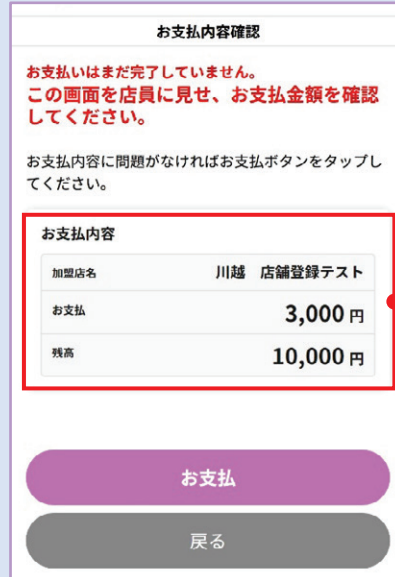 お支払内容確認
お支払いはまだ完了していません。
この画面を店員に見せ、お支払金額を確認
してください。
お支払内容に問題がなければお支払ボタンをタップし
てください。
お支払内容
加盟店名 川越 店舗登録テスト
お支払 3,000 円
残高 10,000 円
お支払
戻る